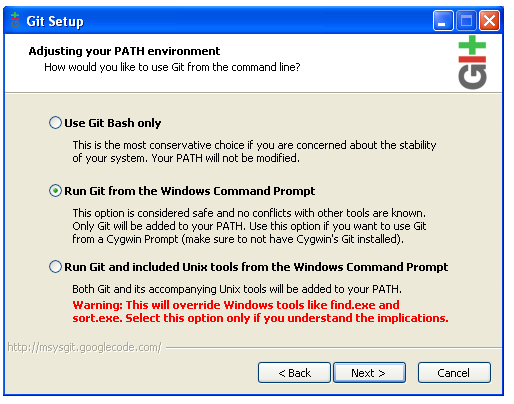 Git Setup
Adjusting your PATH environment
How would you like to use Git from the command line?
Git
Use Git Bash only
This is the most conservative choice if you are concerned about the stability
of your system. Your PATH will not be modified.
Run Git from the Windows Command Prompt
This option is considered safe and no conflicts with other tools are known.
Only Git will be added to your PATH. Use this option if you want to use Git
from a Cygwin Prompt (make sure to not have Cygwin's Git installed).
Run Git and included Unix tools from the Windows Command Prompt
Both Git and its accompanying Unix tools will be added to your PATH.
Warning: This will override Windows tools like find.exe and
sort.exe. Select this option only if you understand the implications.
http://msysgit.googlecode.com/
< Back
Next >
Cancel